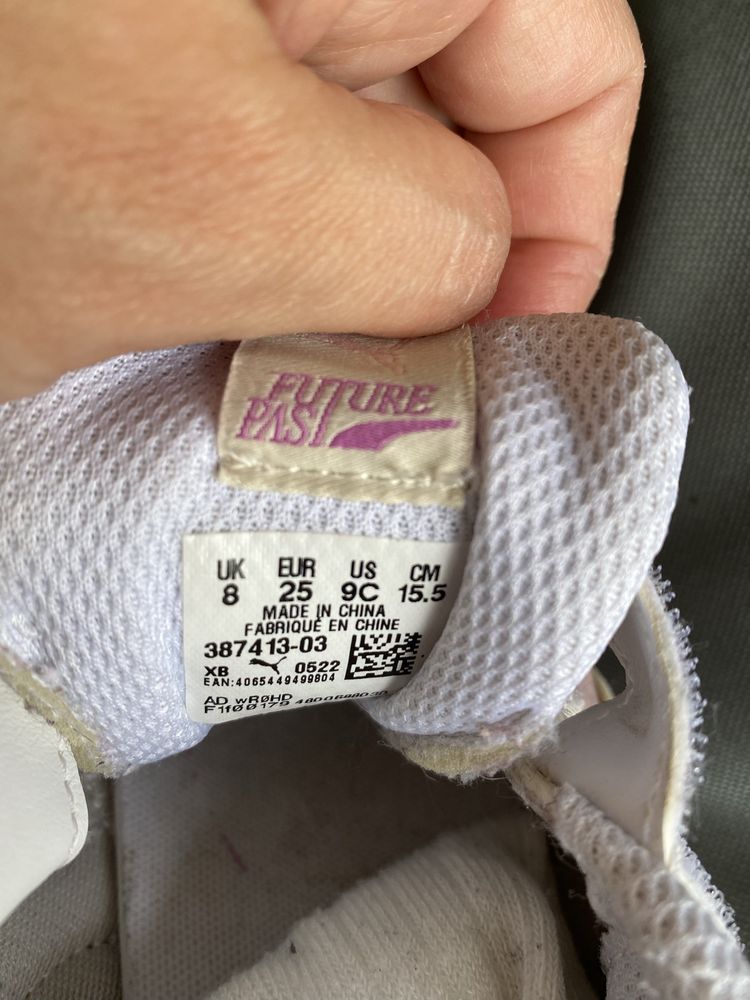 FUTURE
PAST
UK EUR US CM
8 25 9C 15.5
MADE IN CHINA
FABRIQUÉ EN CHINE
387413-03
XB 0522
EAN:4065449499804
AD wRØHD